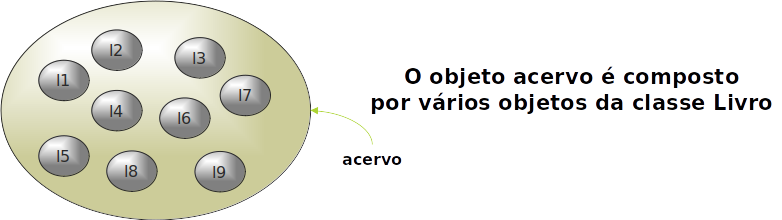 l2
l3
l1
l7
l4
l6
l5
l8
l9
O objeto acervo é composto
por vários objetos da classe Livro
acervo